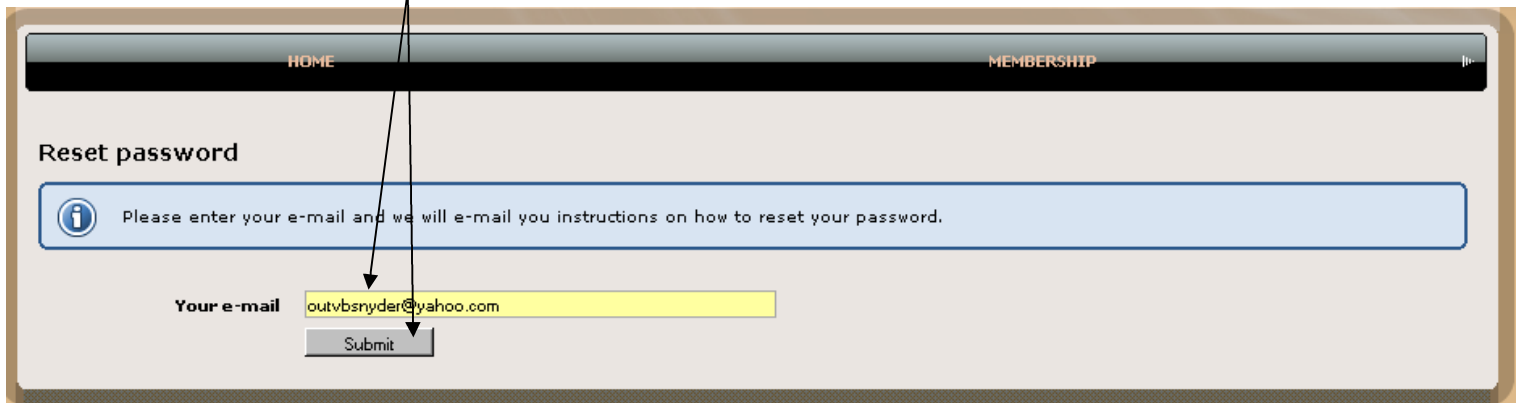 HOME MEMBERSHIP
Reset password
Please enter your e-mail and we will e-mail you instructions on how to reset your password.
Your e-mail outvbsnyder@yahoo.com
Submit